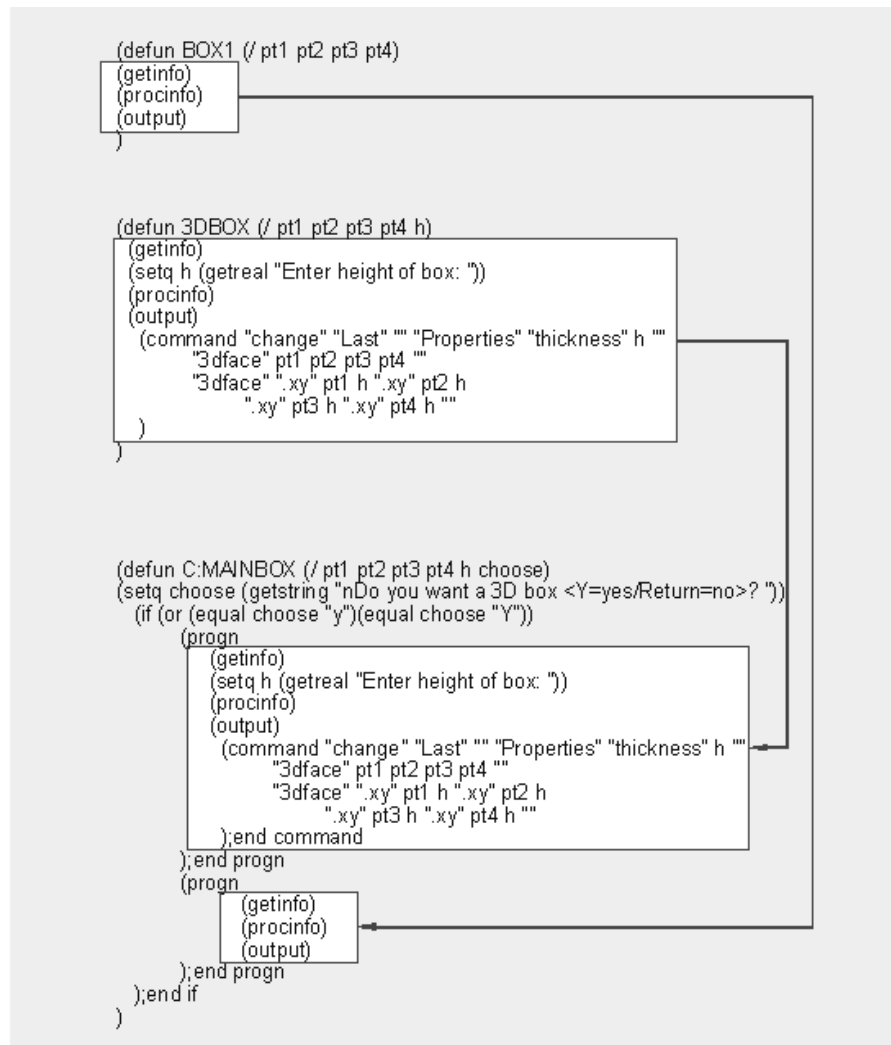 (defun BOX1 (/ pt1 pt2 pt3 pt4)
(getinfo)
(procinfo)
(output)
)
(defun 3DBOX (/ pt1 pt2 pt3 pt4 h)
(getinfo)
(setq h (getreal "Enter height of box: "))
(procinfo)
(output)
(command "change" "Last" "" "Properties" "thickness" h ""
"3dface" pt1 pt2 pt3 pt4 ""
"3dface" ".xy" pt1 h ".xy" pt2 h
".xy" pt3 h ".xy" pt4 h ""
)
)
(defun C:MAINBOX (/ pt1 pt2 pt3 pt4 h choose)
(setq choose (getstring "nDo you want a 3D box <Y=yes/Return=no>? "))
(if (or (equal choose "y")(equal choose "Y"))
(progn
(getinfo)
(setq h (getreal "Enter height of box: "))
(procinfo)
(output)
(command "change" "Last" "" "Properties" "thickness" h ""
"3dface" pt1 pt2 pt3 pt4 ""
"3dface" ".xy" pt1 h ".xy" pt2 h
".xy" pt3 h ".xy" pt4 h ""
);end command
);end progn
(progn
(getinfo)
(procinfo)
(output)
);end progn
);end if
)